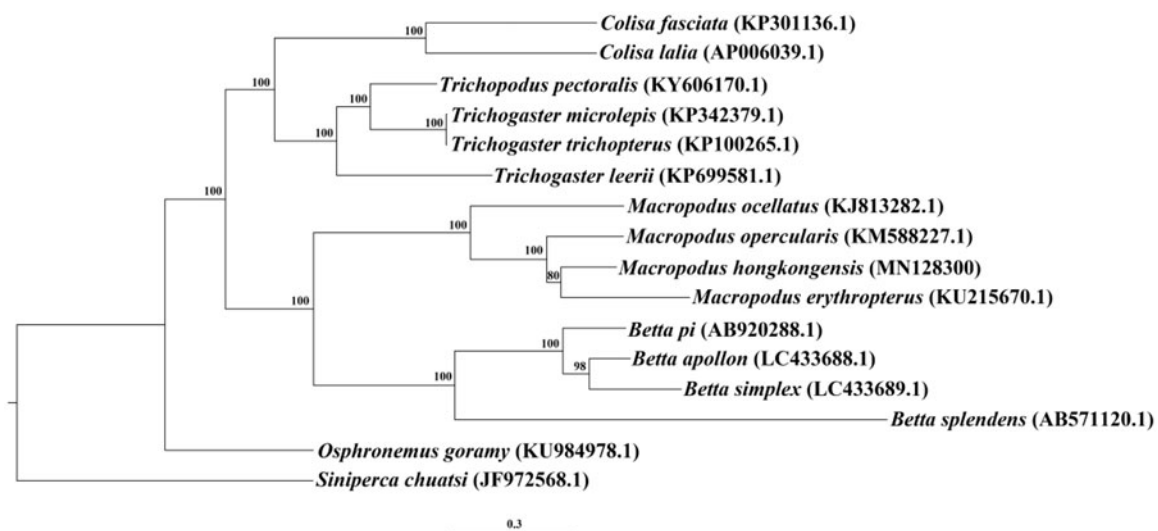 Colisa fasciata (KP301136.1)
100
Colisa lalia (AP006039.1)
100
Trichopodus pectoralis (KY606170.1)
100
Trichogaster microlepis (KP342379.1)
100
Trichogaster trichopterus (KP100265.1)
100
Trichogaster leerii (KP699581.1)
100
Macropodus ocellatus (KJ813282.1)
100
Macropodus opercularis (KM588227.1)
100
Macropodus hongkongensis (MN128300)
80
Macropodus erythropterus (KU215670.1)
100
Betta pi (AB920288.1)
100
Betta apollon (LC433688.1)
98
Betta simplex (LC433689.1)
100
Betta splendens (AB571120.1)
Osphronemus goramy (KU984978.1)
Siniperca chuatsi (JF972568.1)
0.3